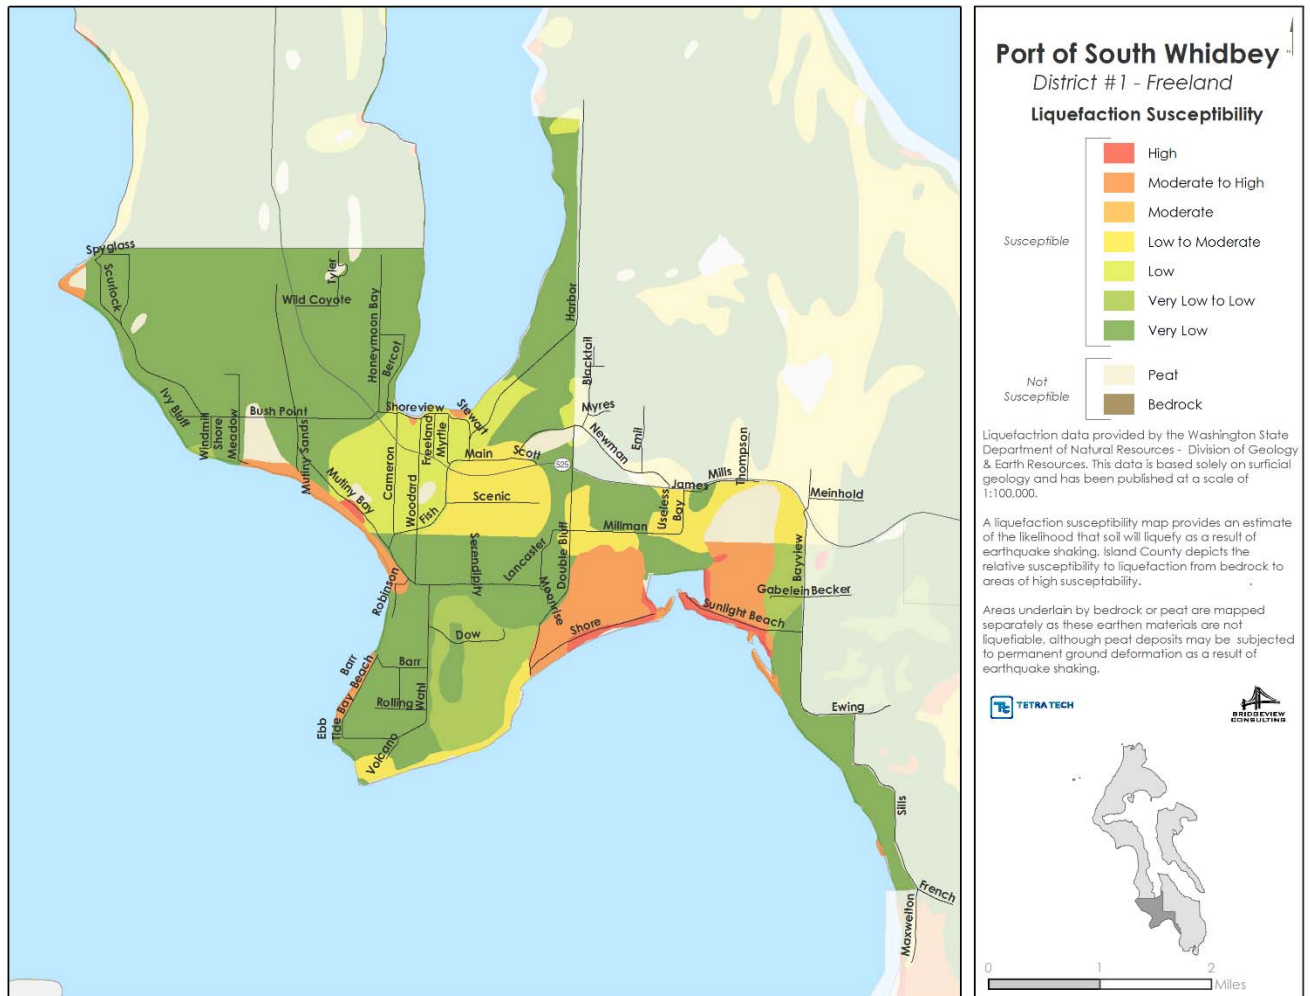 Port of South Whidbey
District #1 - Freeland
Liquefaction Susceptibility
Susceptible
High
Moderate to High
Moderate
Low to Moderate
Low
Very Low to Low
Very Low
Not
Susceptible
Peat
Bedrock
Liquefactrion data provided by the Washington State
Department of Natural Resources - Division of Geology
& Earth Resources. This data is based solely on surficial
geology and has been published at a scale of
1:100,000.
A liquefaction susceptibility map provides an estimate
of the likelihood that soil will liquefy as a result of
earthquake shaking. Island County depicts the
relative susceptibility to liquefaction from bedrock to
areas of high susceptability.
Areas underlain by bedrock or peat are mapped
separately as these earthen materials are not
liquefiable, although peat deposits may be subjected
to permanent ground deformation as a result of
earthquake shaking.
TETRA TECH
BRIDGEVIEW
CONSULTING
0 1 2
Miles
Spyglass
Scurlock
Tyler
Wild Coyote
Honeymoon Bay
Bercot
Harbor
Blacktail
Ivy Bluff
Windmill
Shore
Meadow
Bush Point
Mutiny Sands
Shoreview
Stewart
Myres
Newman
Emil
Thompson
Freeland
Myrtle
Main
Scott
525
Mills
James
Meinhold
Mutiny Bay
Cameron
Woodard
Fish
Scenic
Useless
Bay
Millman
Serendipity
Lancaster
Double Bluff
Bayview
Robinson
Moonrise
Gabelein
Becker
Shore
Sunlight Beach
Dow
Barr
Barr
Tide Bay Beach
Ebb
Rolling
Wahl
Volcano
Ewing
Sills
French
Maxwelton